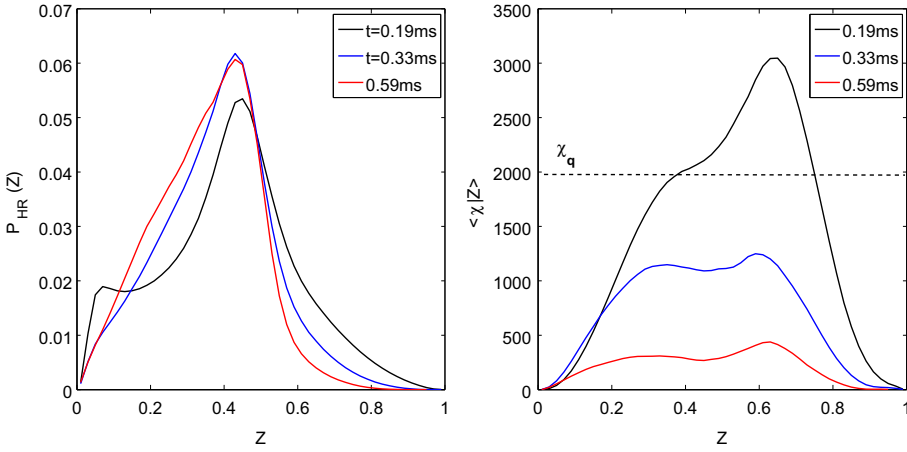 0.07
0.06
0.05
0.04
0.03
0.02
0.01
0
P_HR (Z)
0 0.2 0.4 0.6 0.8 1
Z
t=0.19ms
t=0.33ms
0.59ms
3500
3000
2500
2000
1500
1000
500
0
<χ|Z>
χ_q
0 0.2 0.4 0.6 0.8 1
Z
0.19ms
0.33ms
0.59ms